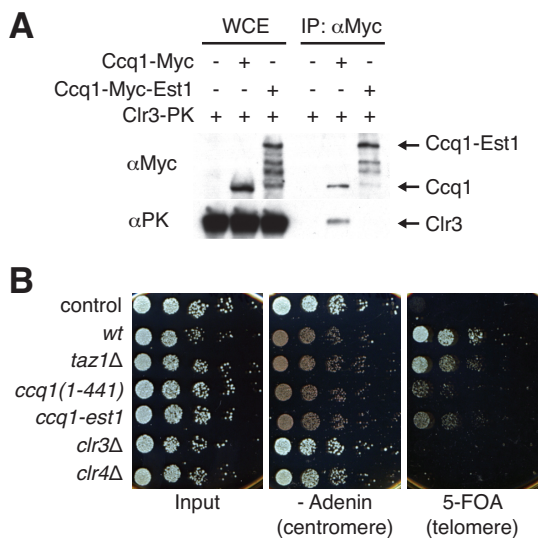 A
WCE IP: αMyc
Ccq1-Myc - + - - + -
Ccq1-Myc-Est1 - - + - - +
Clr3-PK + + + + + +
αMyc
Ccq1-Est1
Ccq1
αPK
Clr3
B
control
wt
taz1Δ
ccq1(1-441)
ccq1-est1
clr3Δ
clr4Δ
Input
- Adenin
(centromere)
5-FOA
(telomere)